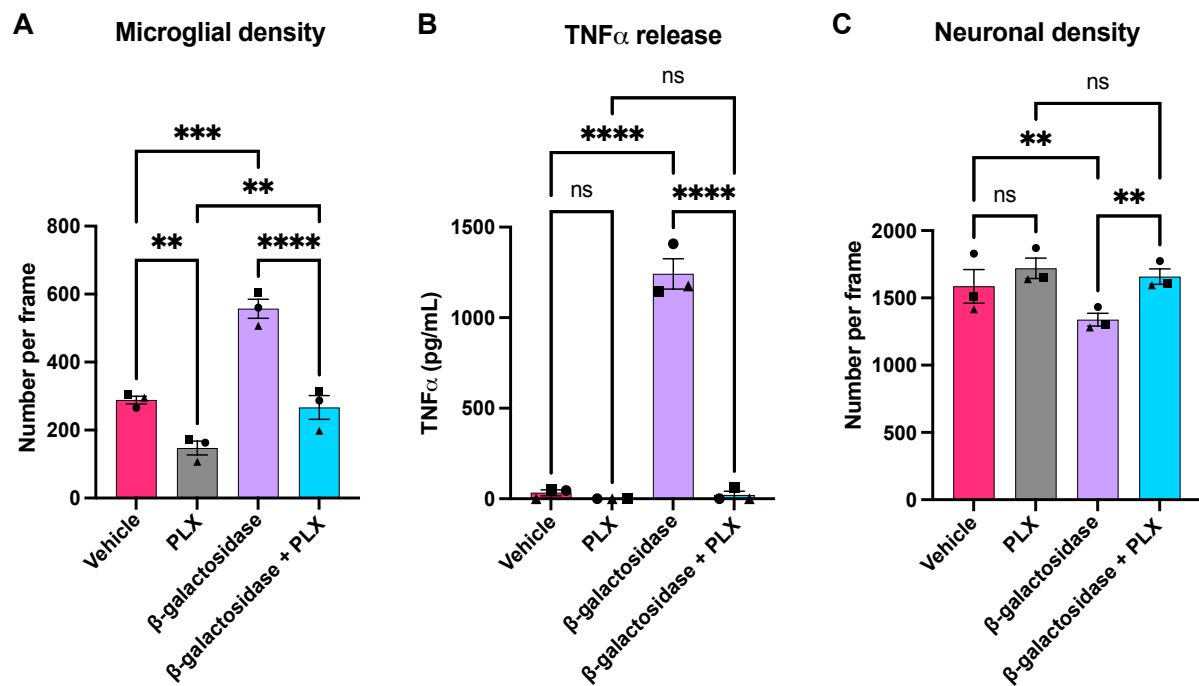 A
Microglial density
***
**
**
****
Number per frame
800
600
400
200
0
Vehicle
PLX
β-galactosidase
β-galactosidase + PLX
B
TNFα release
ns
****
ns
****
TNFα (pg/mL)
1500
1000
500
0
Vehicle
PLX
β-galactosidase
β-galactosidase + PLX
C
Neuronal density
ns
**
ns
**
Number per frame
2000
1500
1000
500
0
Vehicle
PLX
β-galactosidase
β-galactosidase + PLX